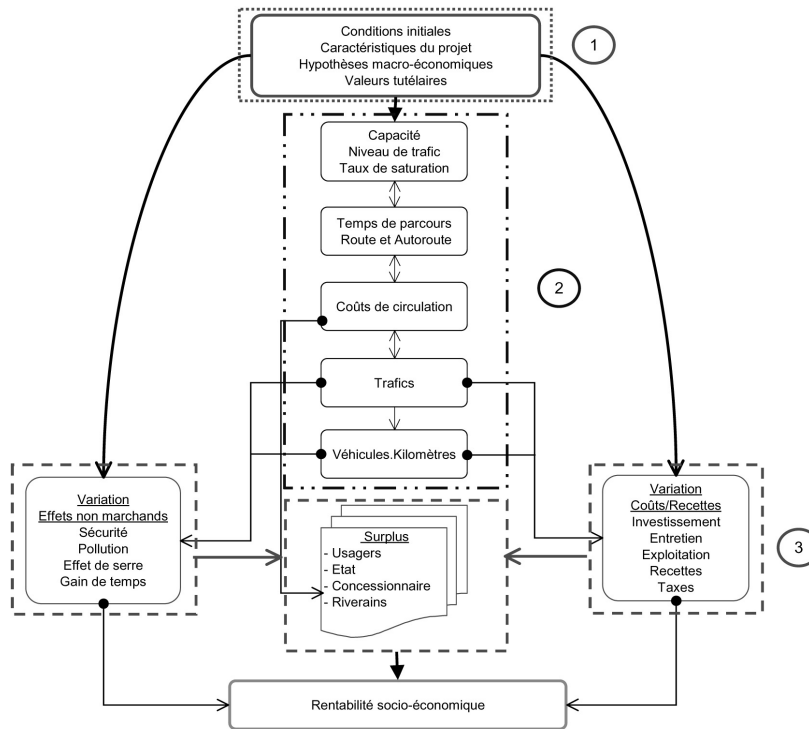 Conditions initiales
Caractéristiques du projet
Hypothèses macro-économiques
Valeurs tutélaires
1
Capacité
Niveau de trafic
Taux de saturation
Temps de parcours
Route et Autoroute
2
Coûts de circulation
Trafics
Véhicules.Kilomètres
Variation
Effets non marchands
Sécurité
Pollution
Effet de serre
Gain de temps
Surplus
- Usagers
- Etat
- Concessionnaire
- Riverains
Variation
Coûts/Recettes
Investissement
Entretien
Exploitation
Recettes
Taxes
3
Rentabilité socio-économique